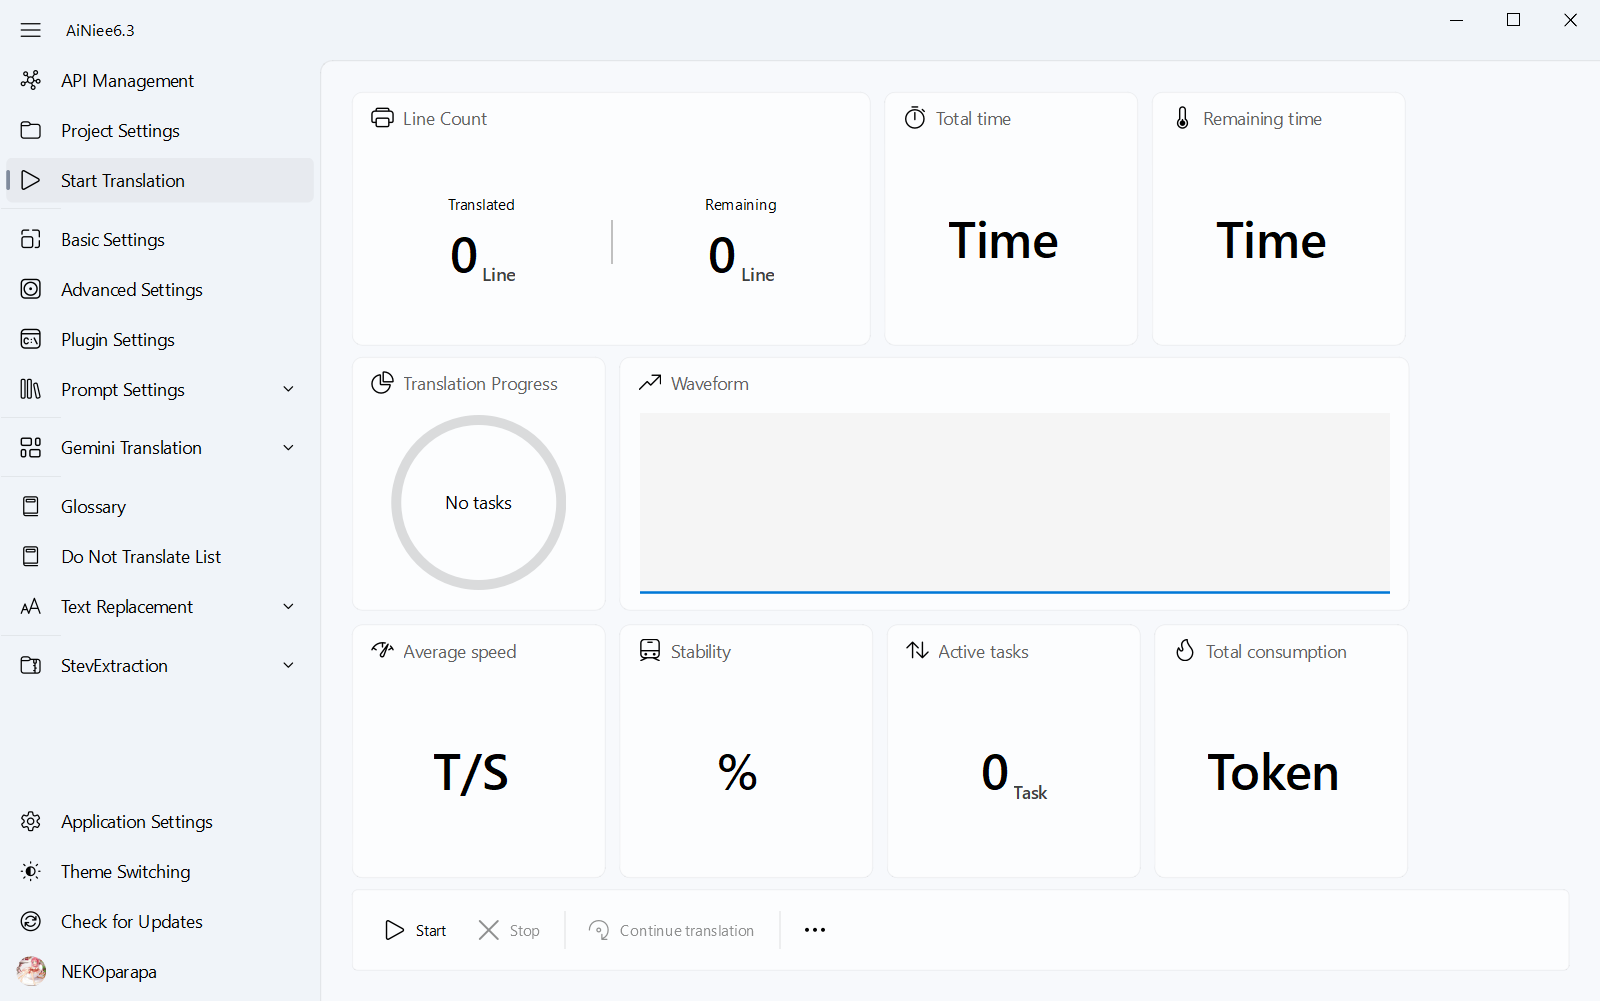 AiNiee6.3
API Management
Project Settings
Start Translation
Basic Settings
Advanced Settings
Plugin Settings
Prompt Settings
Gemini Translation
Glossary
Do Not Translate List
Text Replacement
StevExtraction
Application Settings
Theme Switching
Check for Updates
NEKOparapa
Line Count
Translated
0 Line
Remaining
0 Line
Total time
Time
Remaining time
Time
Translation Progress
No tasks
Waveform
Average speed
T/S
Stability
%
Active tasks
0 Task
Total consumption
Token
Start
Stop
Continue translation